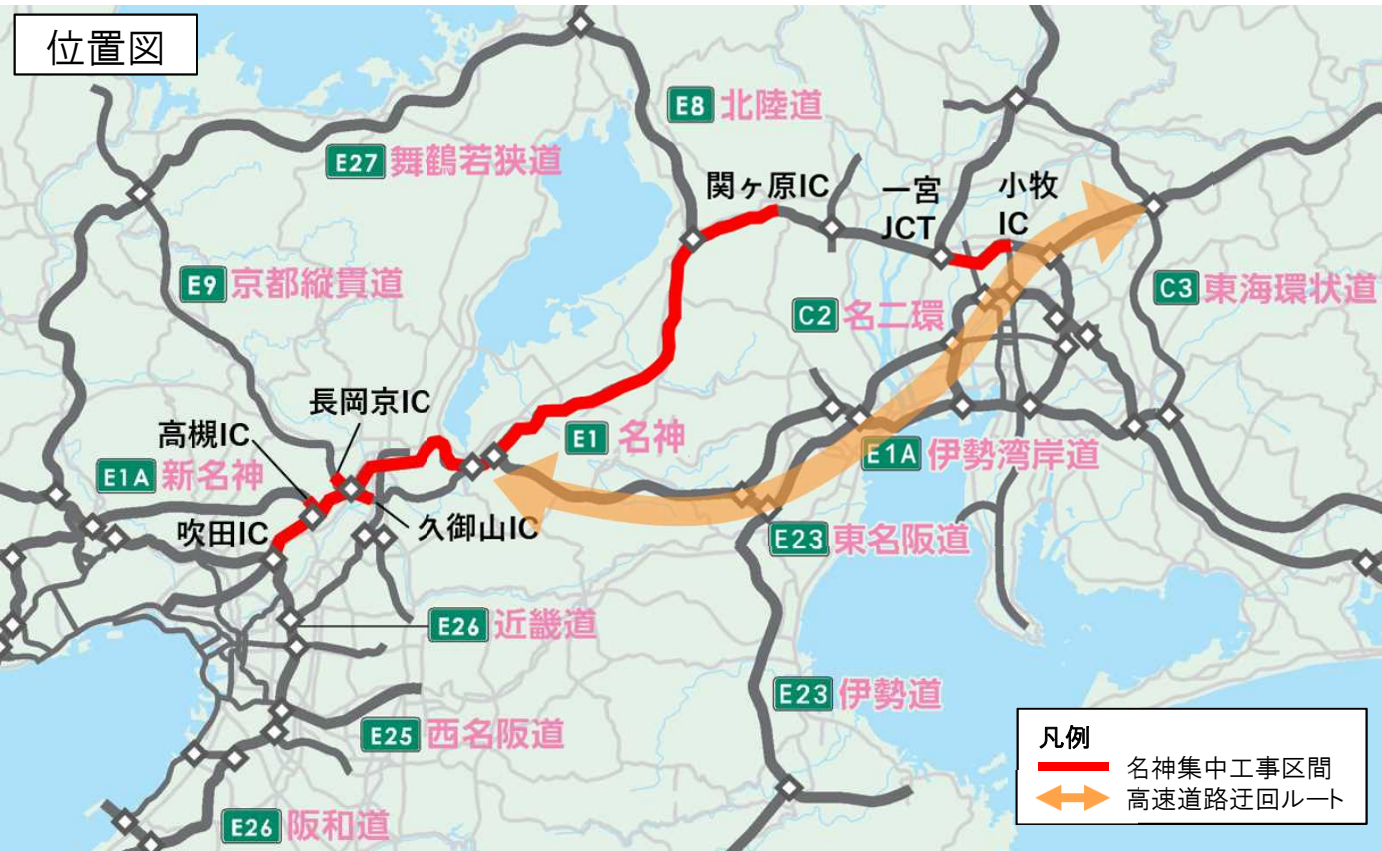 位置図
E8 北陸道
E27 舞鶴若狭道
関ヶ原IC
一宮
JCT
小牧
IC
E9 京都縦貫道
C3 東海環状道
C2 名二環
長岡京IC
高槻IC
E1 名神
E1A 新名神
E1A 伊勢湾岸道
吹田IC
久御山IC
E23 東名阪道
E26 近畿道
E23 伊勢道
E25 西名阪道
凡例
名神集中工事区間
高速道路迂回ルート
E26 阪和道